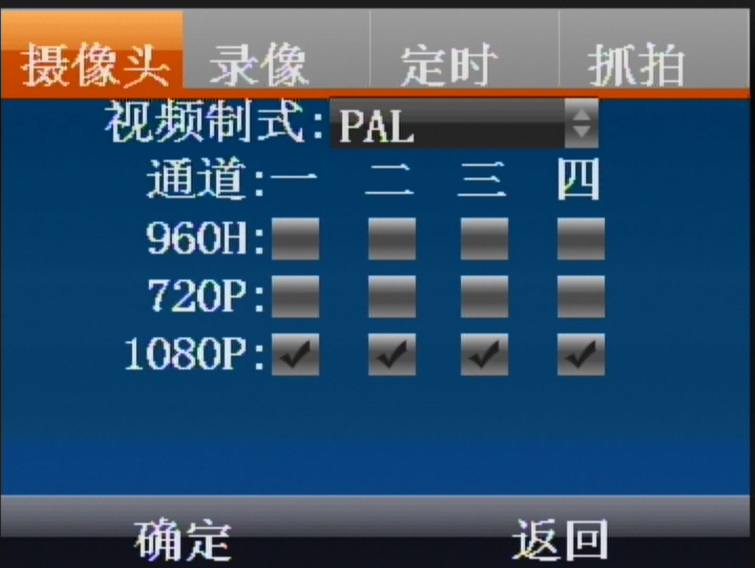 摄像头 录像 定时 抓拍
视频制式: PAL
通道:一 二 三 四
960H:
720P:
1080P:
确定 返回